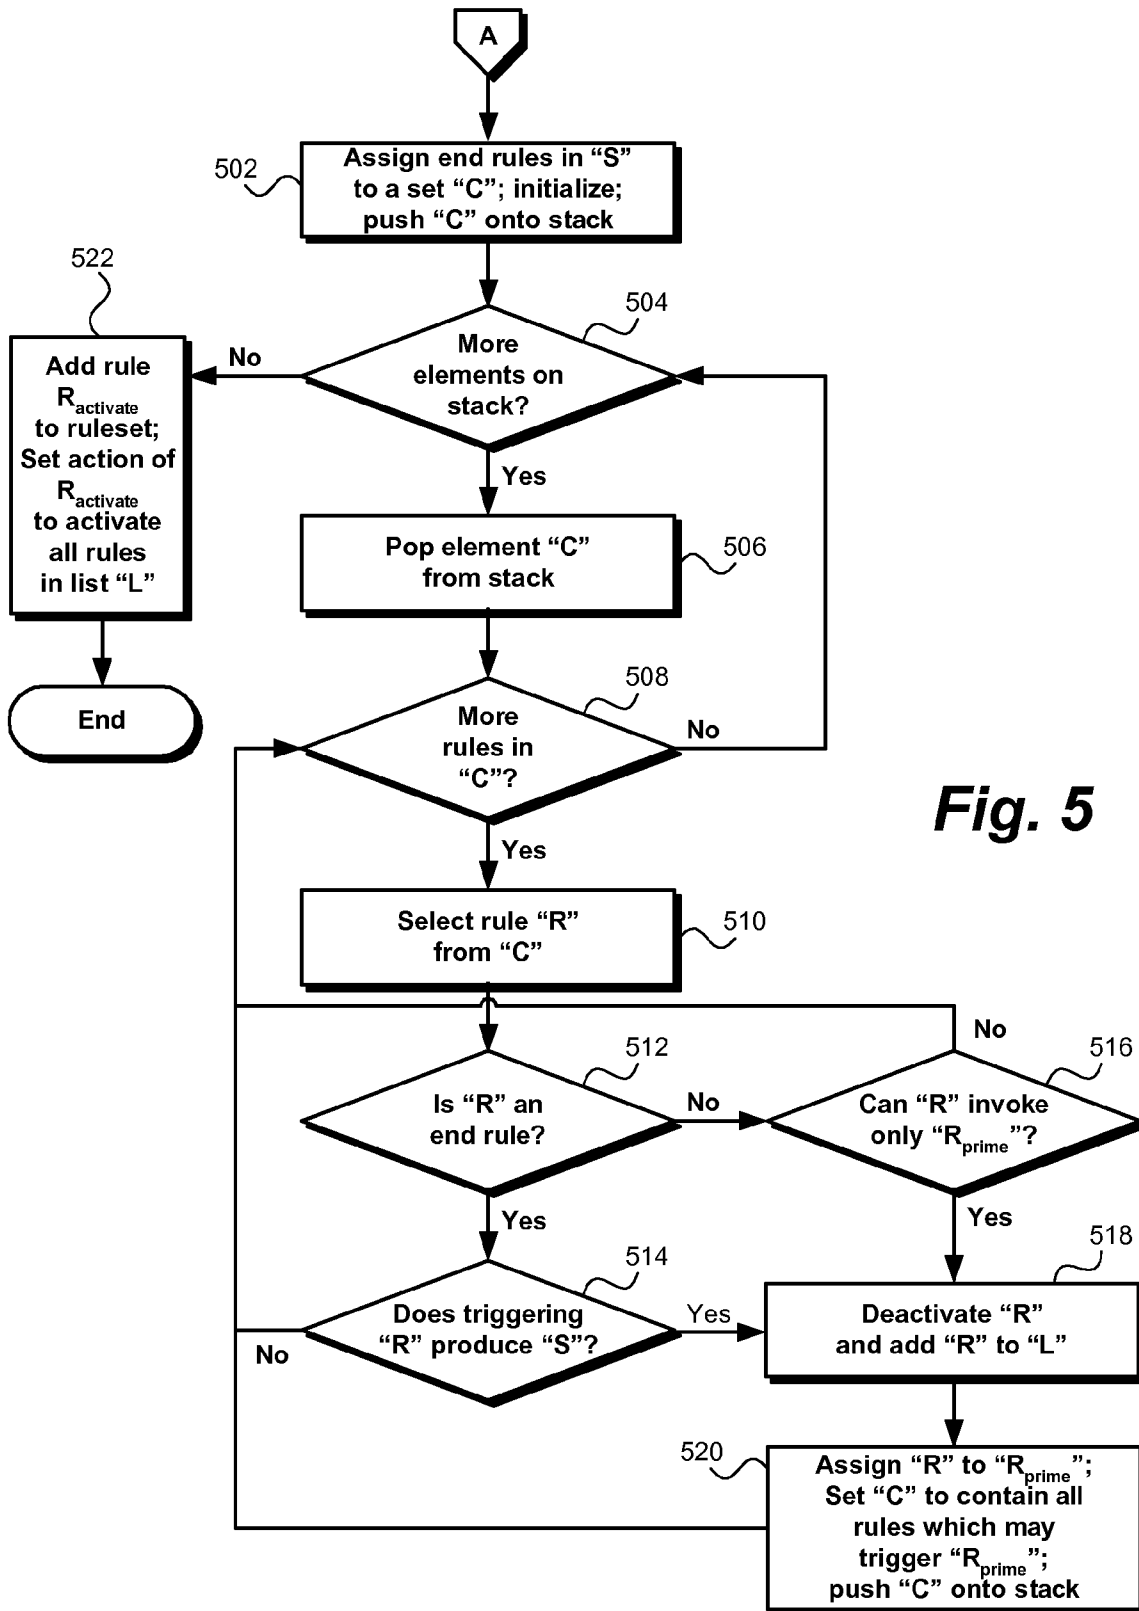 A
502
Assign end rules in “S”
to a set “C”; initialize;
push “C” onto stack
522
504
Add rule
Ractivate
to ruleset;
Set action of
Ractivate
to activate
all rules
in list “L”
No
More
elements on
stack?
Yes
Pop element “C”
from stack
506
End
508
More
rules in
“C”?
No
Yes
Fig. 5
Select rule “R”
from “C”
510
512
Is “R” an
end rule?
No
No
516
Can “R” invoke
only “Rprime”?
Yes
Yes
514
Does triggering
“R” produce “S”?
No
Yes
518
Deactivate “R”
and add “R” to “L”
520
Assign “R” to “Rprime”;
Set “C” to contain all
rules which may
trigger “Rprime”;
push “C” onto stack